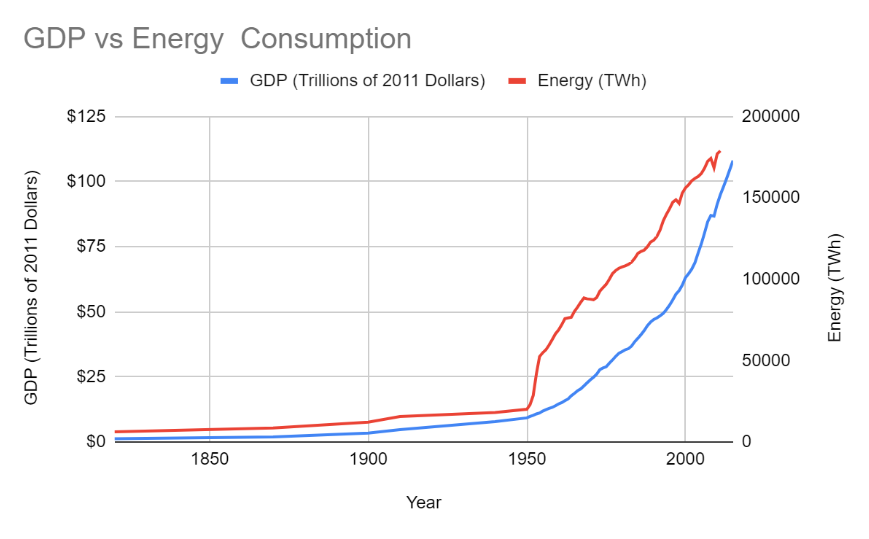 GDP vs Energy  Consumption
GDP (Trillions of 2011 Dollars)
Energy (TWh)
$125
$100
$75
$50
$25
$0
GDP (Trillions of 2011 Dollars)
200000
150000
100000
50000
0
Energy (TWh)
1850
1900
1950
2000
Year